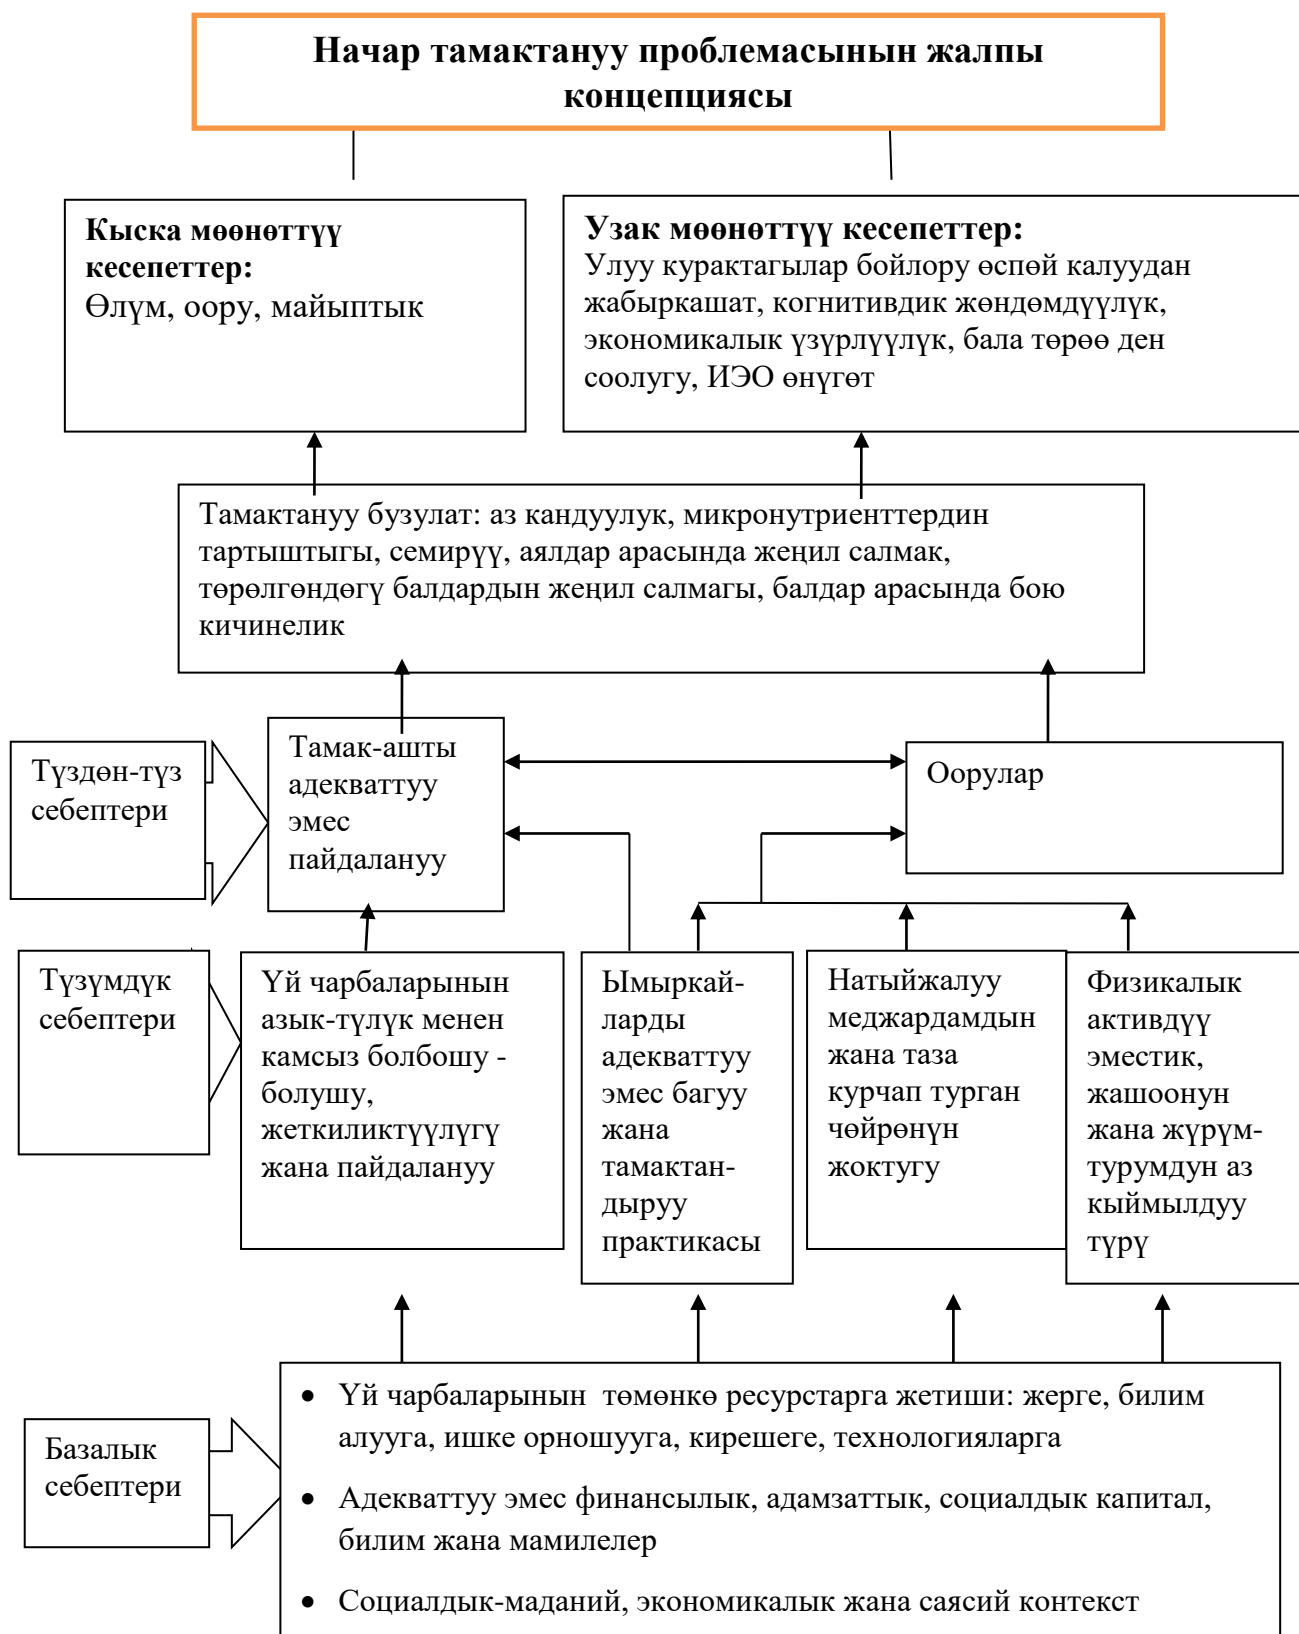 Начар тамактануу проблемасынын жалпы
концепциясы
Кыска мөөнөттүү
кесепеттер:
Өлүм, оору, майыптык
Узак мөөнөттүү кесепеттер:
Улуу курактагылар бойлору өспөй калуудан
жабыркашат, когнитивдик жөндөмдүүлүк,
экономикалык үзүрлүүлүк, бала төрөө ден
соолугу, ИЭО өнүгөт
Тамактануу бузулат: аз кандуулук, микронутриенттердин
тартыштыгы, семирүү, аялдар арасында жеңил салмак,
төрөлгөндөгү балдардын жеңил салмагы, балдар арасында бою
кичинелик
Түздөн-түз
себептери
Тамак-ашты
адекваттуу
эмес
пайдалануу
Оорулар
Түзүмдүк
себептери
Үй чарбаларынын
азык-түлүк менен
камсыз болбошу -
болушу,
жеткиликтүүлүгү
жана пайдалануу
Ымыркай-
ларды
адекваттуу
эмес багуу
жана
тамактан-
дыруу
практикасы
Натыйжалуу
меджардамдын
жана таза
курчап турган
чөйрөнүн
жоктугу
Физикалык
активдүү
эместик,
жашоонун
жана жүрүм-
турумдун аз
кыймылдуу
түрү
Базалык
себептери
• Үй чарбаларынын төмөнкө ресурстарга жетиши: жерге, билим
алууга, ишке орношууга, кирешеге, технологияларга
• Адекваттуу эмес финансылык, адамзаттык, социалдык капитал,
билим жана мамилелер
• Социалдык-маданий, экономикалык жана саясий контекст